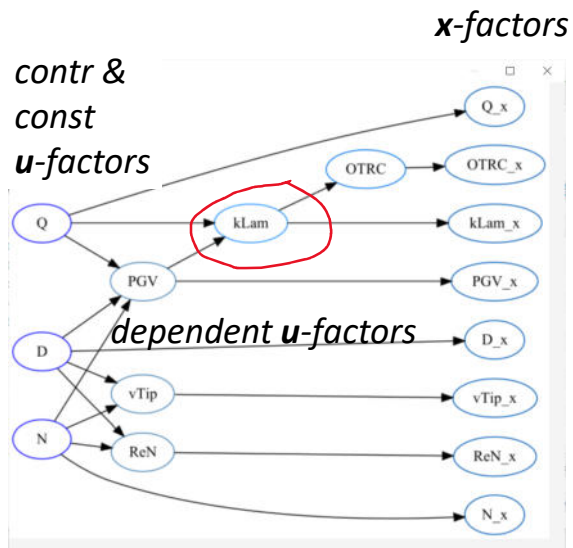 x-factors
contr &
const
u-factors
Q_x
OTRC
OTRC_x
Q
kLam
kLam_x
PGV
PGV_x
dependent u-factors
D
D_x
vTip
vTip_x
N
ReN
ReN_x
N_x